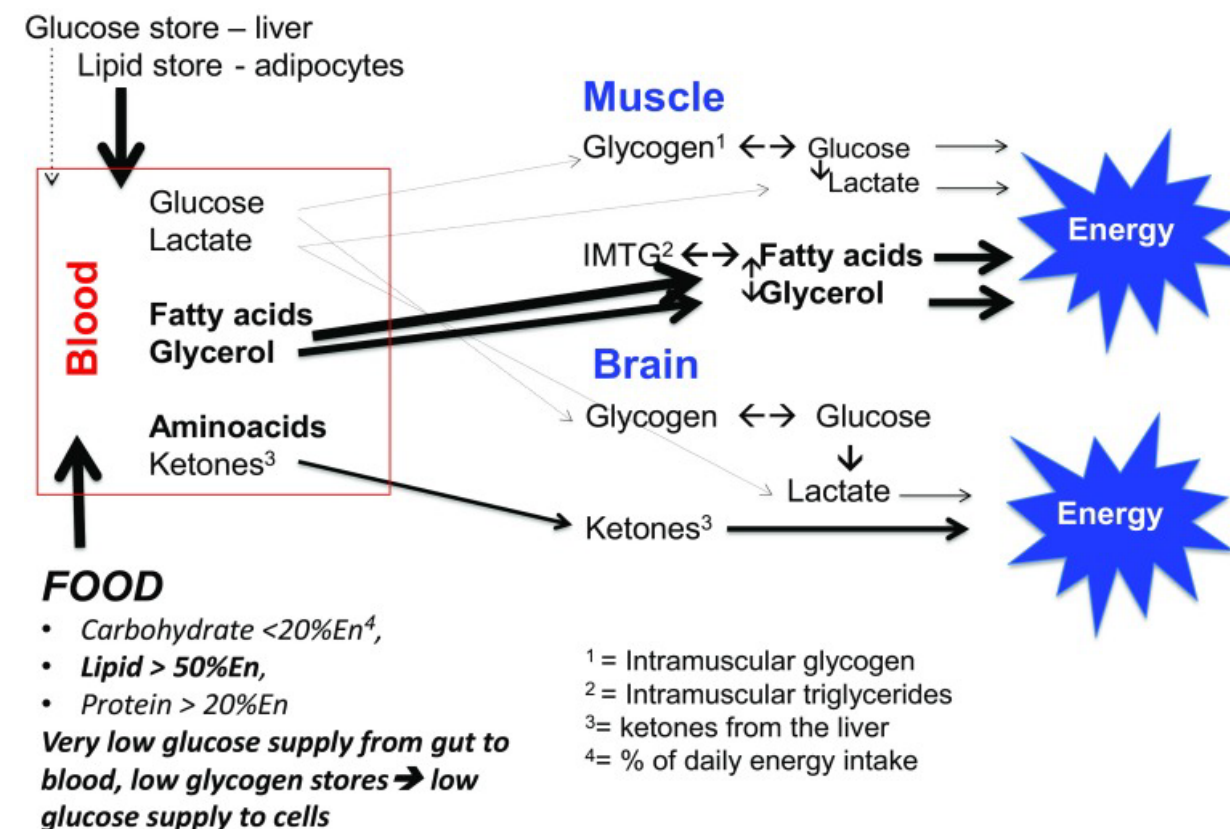 Glucose store – liver
Lipid store - adipocytes
Blood
Glucose
Lactate
Fatty acids
Glycerol
Aminoacids
Ketones³
Muscle
Glycogen¹ ←→ Glucose
Lactate
IMTG² ←→ Fatty acids
Glycerol
Energy
Brain
Glycogen ←→ Glucose
Lactate
Ketones³
Energy
FOOD
• Carbohydrate <20%En⁴,
• Lipid > 50%En,
• Protein > 20%En
Very low glucose supply from gut to
blood, low glycogen stores➔ low
glucose supply to cells
¹ = Intramuscular glycogen
² = Intramuscular triglycerides
³= ketones from the liver
⁴= % of daily energy intake